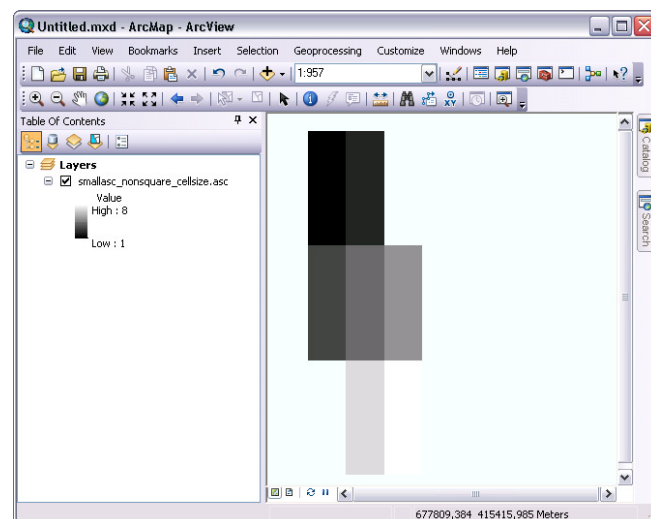 Untitled.mxd - ArcMap - ArcView
File Edit View Bookmarks Insert Selection Geoprocessing Customize Windows Help
1:957
XY
Table Of Contents
Layers
smallasc_nonsquare_cellsize.asc
Value
High : 8
Low : 1
Catalog
Search
677809,384 415415,985 Meters